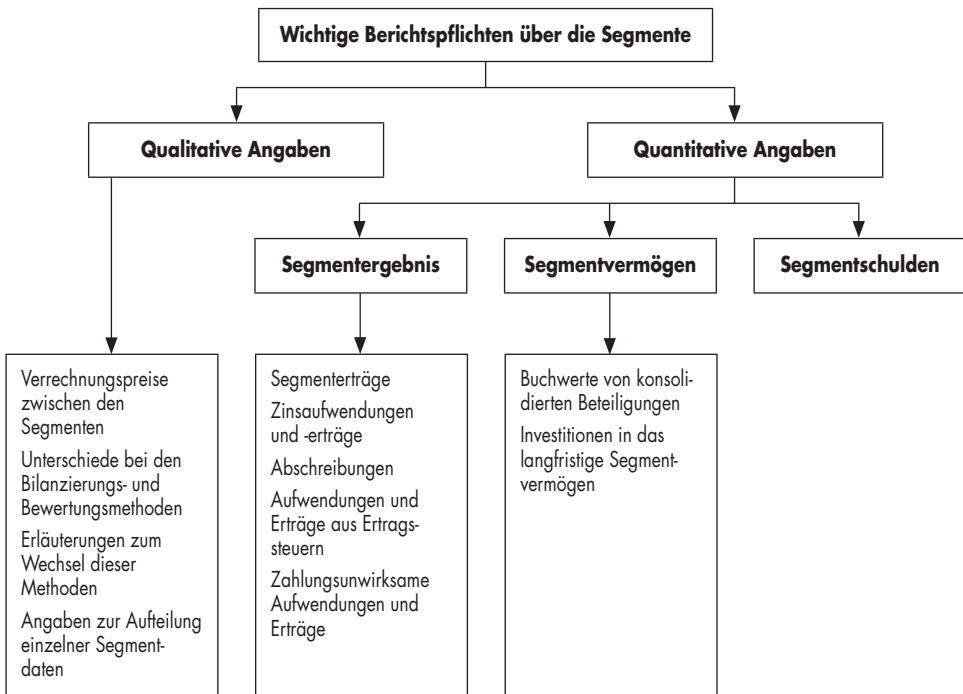 Wichtige Berichtspflichten über die Segmente
Qualitative Angaben
Quantitative Angaben
Segmentergebnis
Segmentvermögen
Segmentschulden
Verrechnungspreise
zwischen den
Segmenten
Unterschiede bei den
Bilanzierungs- und
Bewertungsmethoden
Erläuterungen zum
Wechsel dieser
Methoden
Angaben zur Aufteilung
einzelner Segment-
daten
Segmenterträge
Zinsaufwendungen
und -erträge
Abschreibungen
Aufwendungen und
Erträge aus Ertrags-
steuern
Zahlungsunwirksame
Aufwendungen und
Erträge
Buchwerte von konsoli-
dierten Beteiligungen
Investitionen in das
langfristige Segment-
vermögen